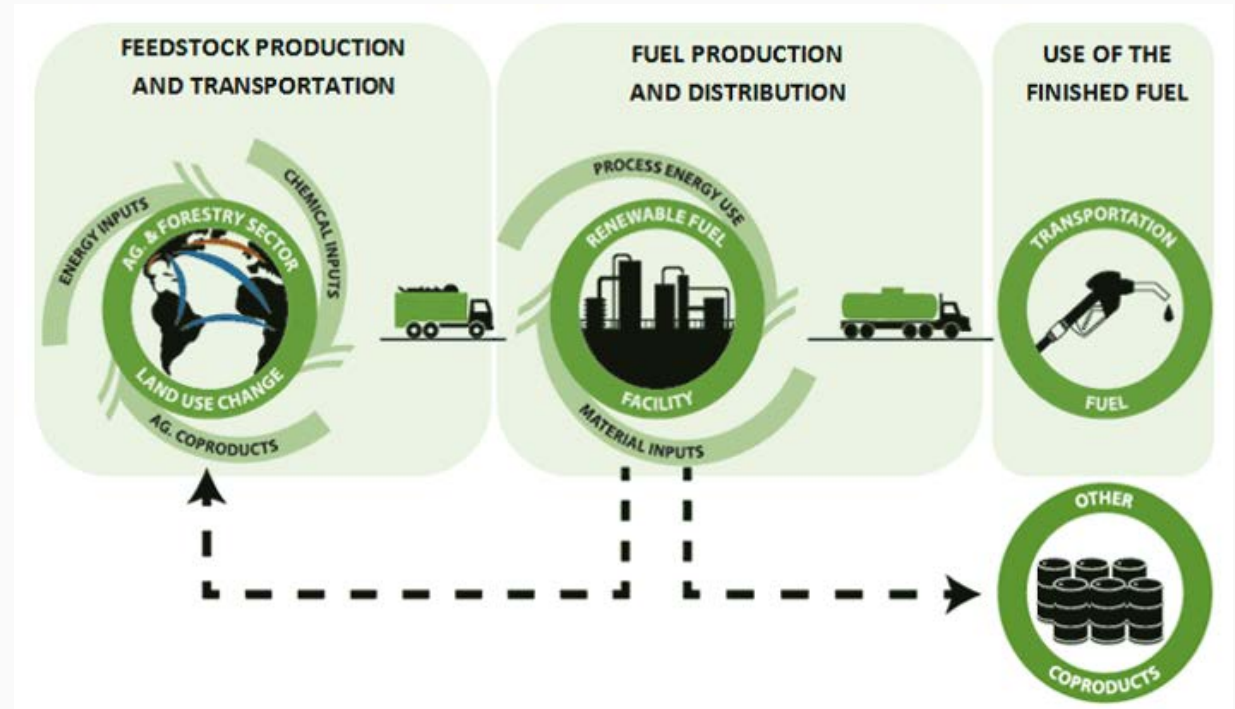 FEEDSTOCK PRODUCTION
AND TRANSPORTATION
ENERGY INPUTS
CHEMICAL INPUTS
AG. & FORESTRY SECTOR
LAND USE CHANGE
AG. COPRODUCTS
FUEL PRODUCTION
AND DISTRIBUTION
PROCESS ENERGY USE
RENEWABLE FUEL
FACILITY
MATERIAL INPUTS
USE OF THE
FINISHED FUEL
TRANSPORTATION
FUEL
OTHER
COPRODUCTS